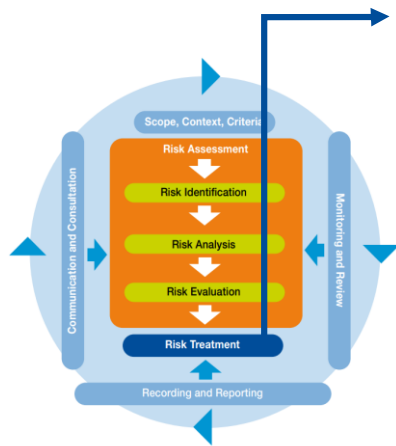 Scope, Context, Criteria
Risk Assessment
Risk Identification
Risk Analysis
Risk Evaluation
Risk Treatment
Communication and Consultation
Monitoring and Review
Recording and Reporting